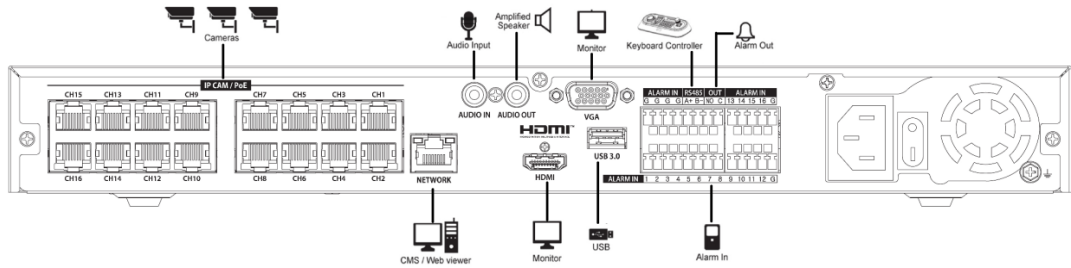 Cameras
Audio Input
Amplified
Speaker
Monitor
Keyboard Controller
Alarm Out
IP CAM / PoE
CH15 CH13 CH11 CH9 CH7 CH5 CH3 CH1
AUDIO IN AUDIO OUT
VGA
ALARM IN RS485 OUT ALARM IN
G G G G A+ B- NO C 13 14 15 16 G
HDMI
USB 3.0
CH16 CH14 CH12 CH10 CH8 CH6 CH4 CH2
NETWORK
HDMI
ALARM IN 1 2 3 4 5 6 7 8 9 10 11 12 G
CMS / Web viewer
Monitor
USB
Alarm In